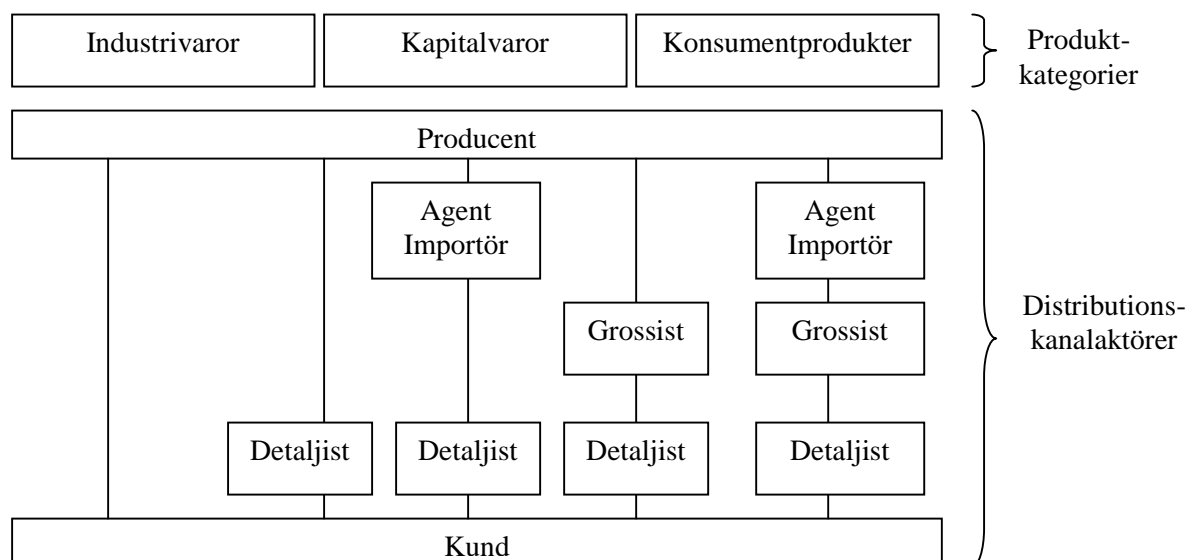 Industrivaror
Kapitalvaror
Konsumentprodukter
Produkt-
kategorier
Producent
Agent
Importör
Agent
Importör
Grossist
Grossist
Distributions-
kanalaktörer
Detaljist
Detaljist
Detaljist
Detaljist
Kund